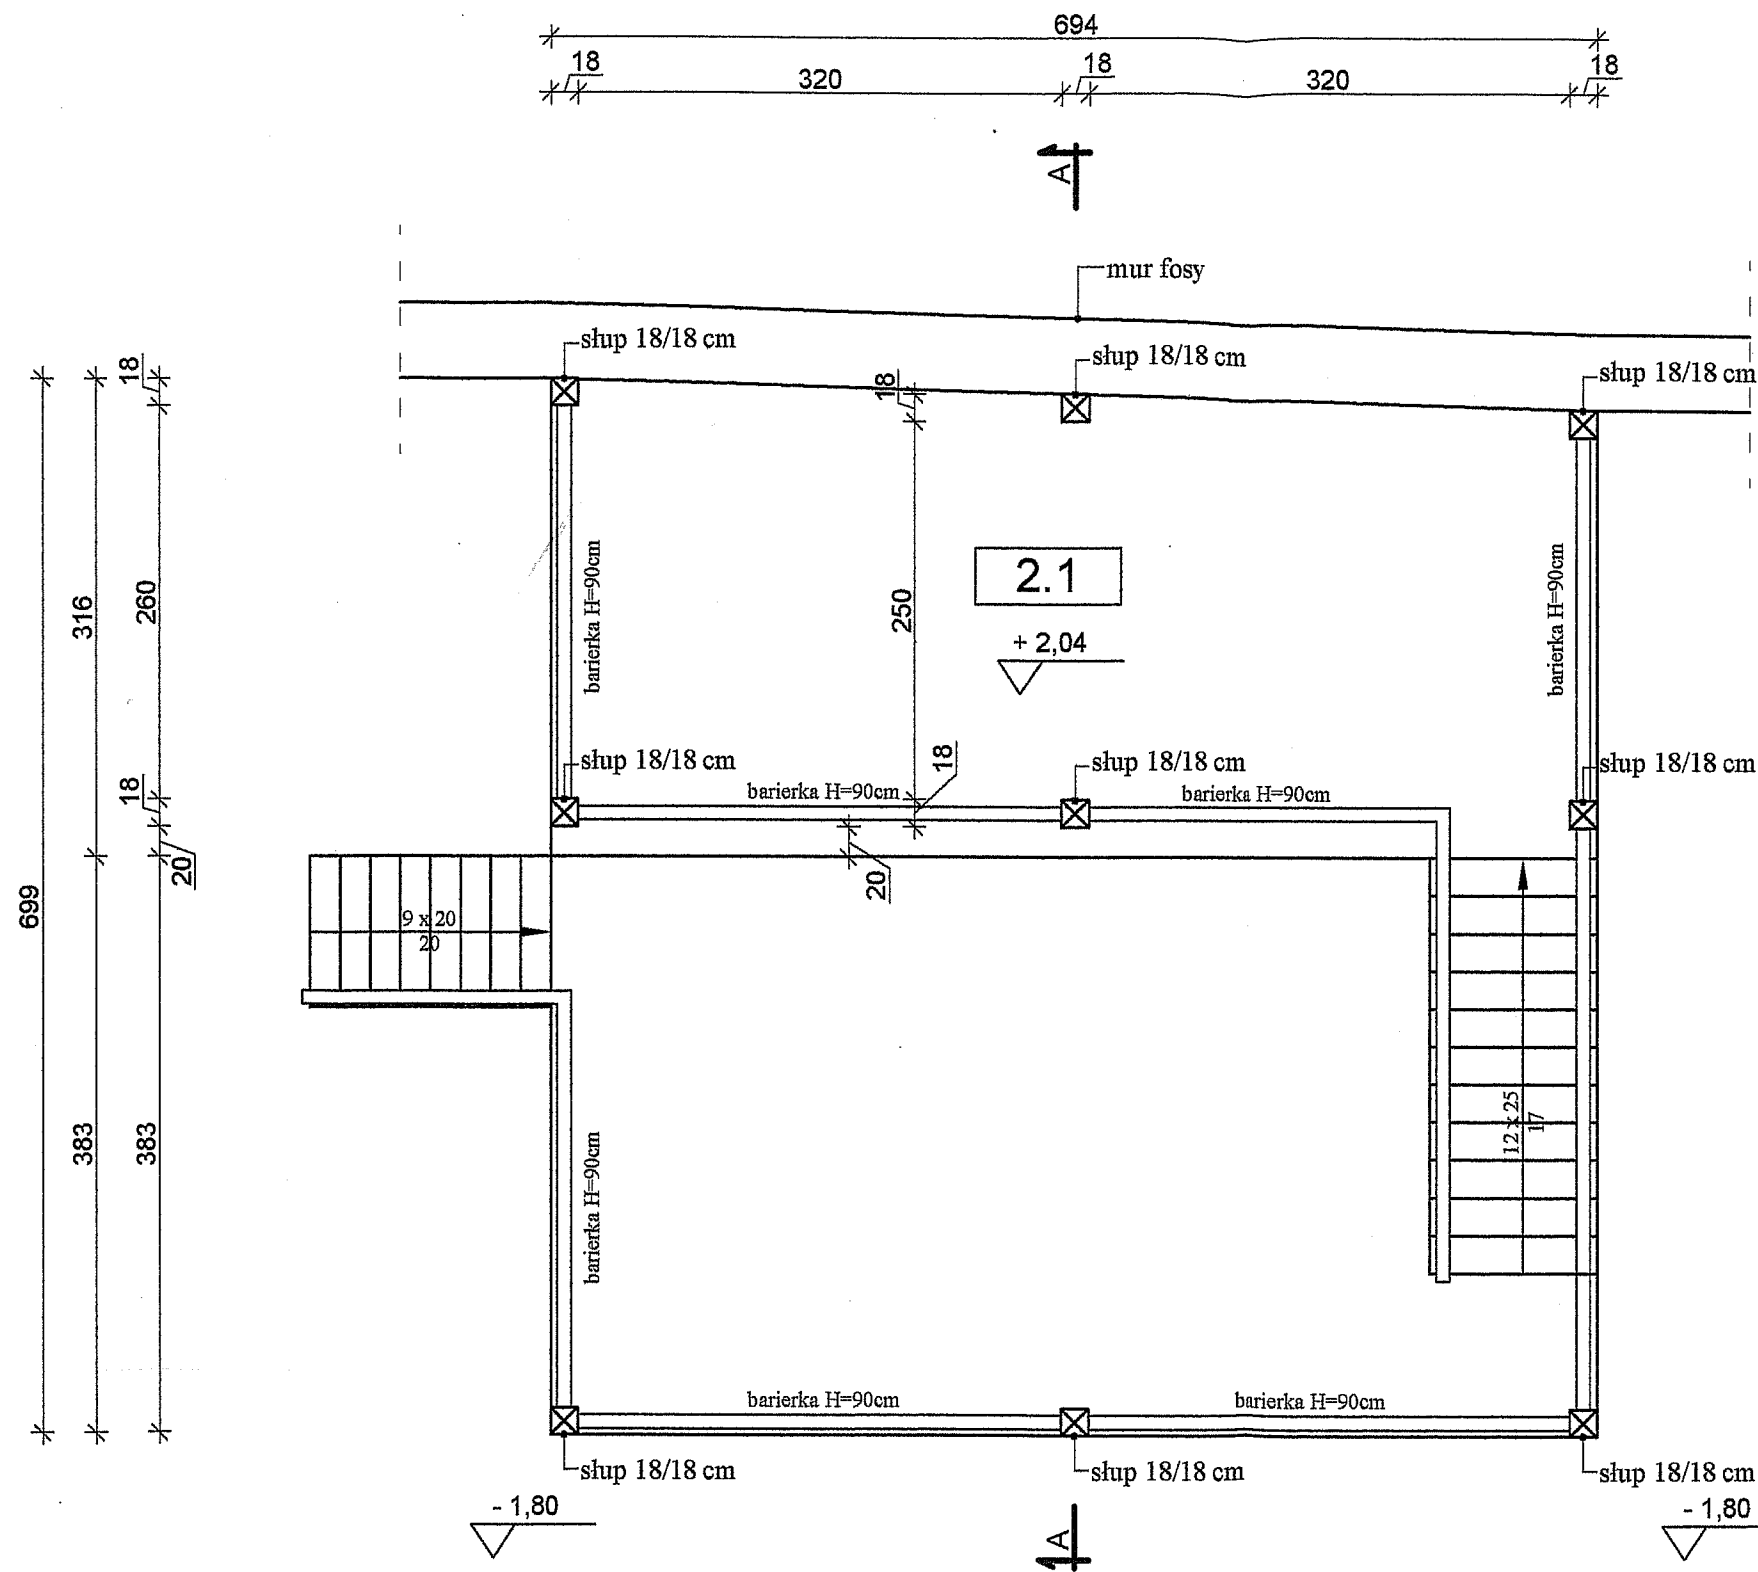 694
18
320
18
320
18
A
mur fosy
słup 18/18 cm
słup 18/18 cm
słup 18/18 cm
18
18
barierka H=90cm
2.1
barierka H=90cm
316
260
250
+ 2,04
słup 18/18 cm
18
słup 18/18 cm
słup 18/18 cm
18
barierka H=90cm
barierka H=90cm
20
20
699
9 x 20
20
383
383
12 x 25
17
barierka H=90cm
barierka H=90cm
barierka H=90cm
słup 18/18 cm
słup 18/18 cm
słup 18/18 cm
- 1,80
A
- 1,80